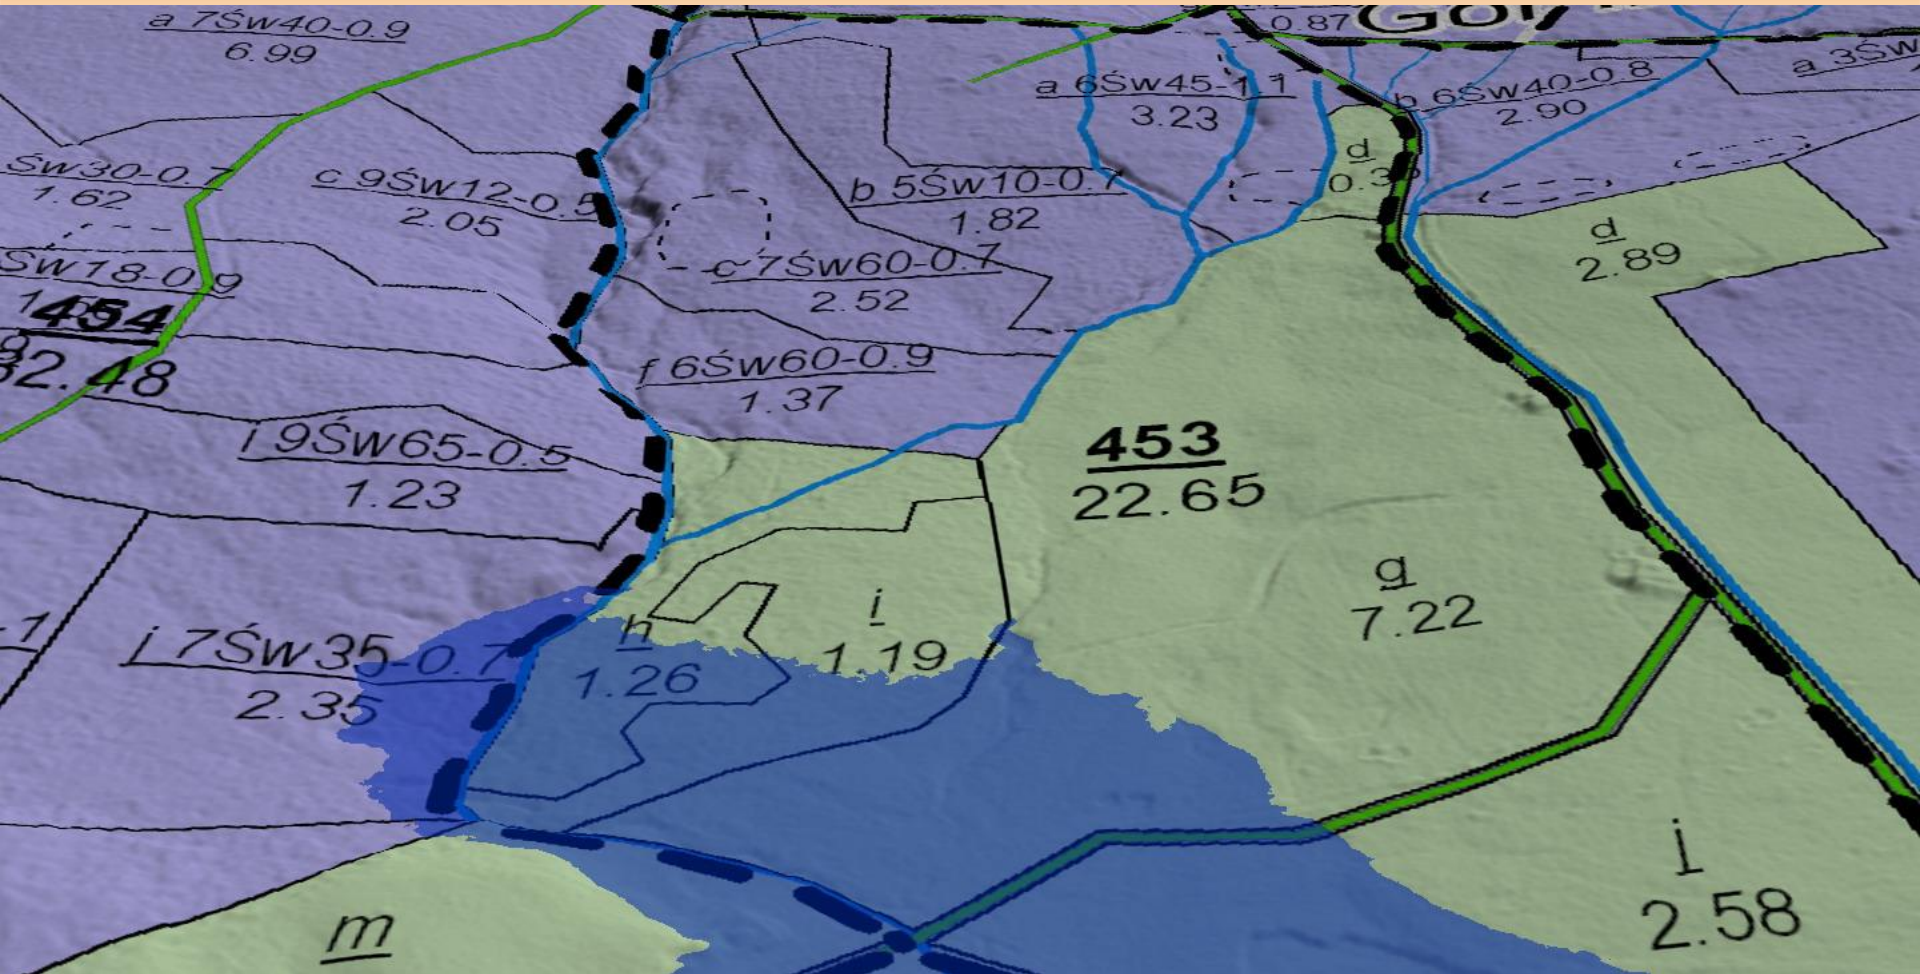 a 7Św40-0.9
6.99
0.87
a 6Św45-1.1
3.23
b 6Św40-0.8
2.90
a 3Św
d
Św30-0.7
1.62
c 9Św12-0.5
2.05
b 5Św10-0.7
1.82
d
2.89
Św18-0.9
c 7Św60-0.7
2.52
454
32.48
f 6Św60-0.9
1.37
i 9Św65-0.5
1.23
453
22.65
g
7.22
h
1.26
i
1.19
j 7Św35-0.7
2.35
j
2.58
m